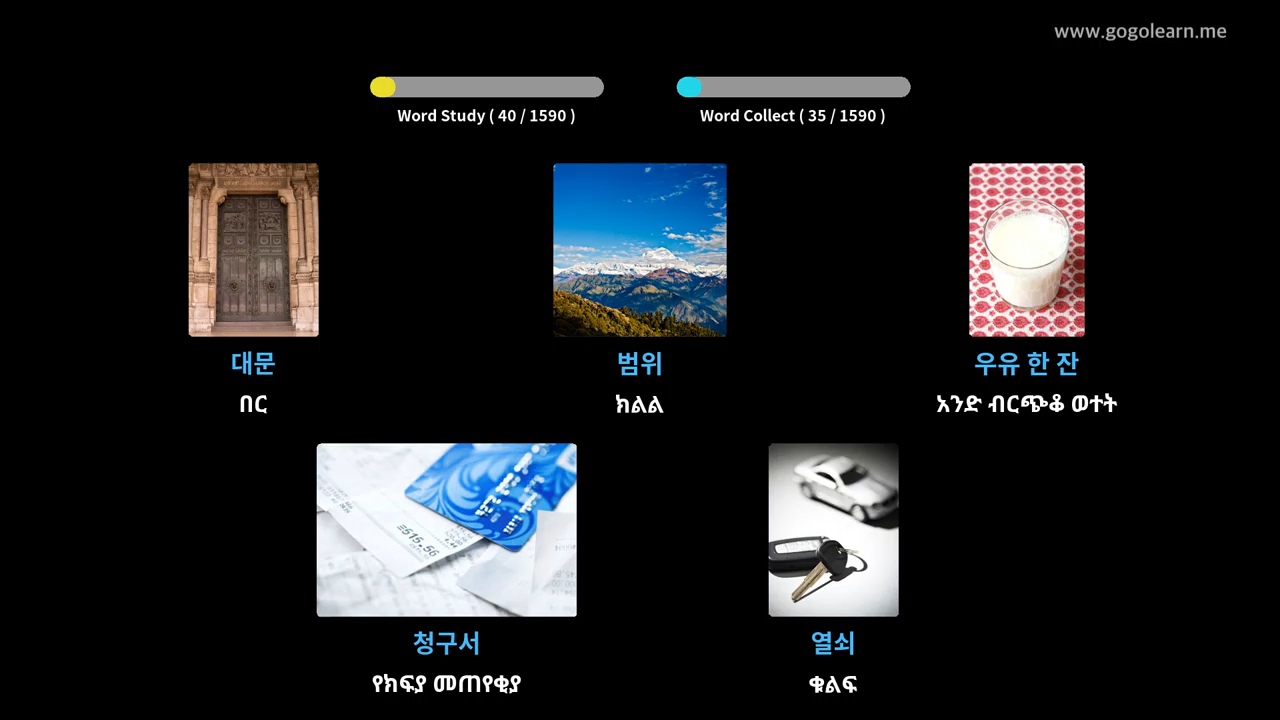 www.gogolearn.me
Word Study ( 40 / 1590 )
Word Collect ( 35 / 1590 )
대문
범위
우유 한 잔
በር
ክልል
አንድ ብርጭቆ ወተት
청구서
열쇠
የክፍያ መጠየቂያ
ቁልፍ